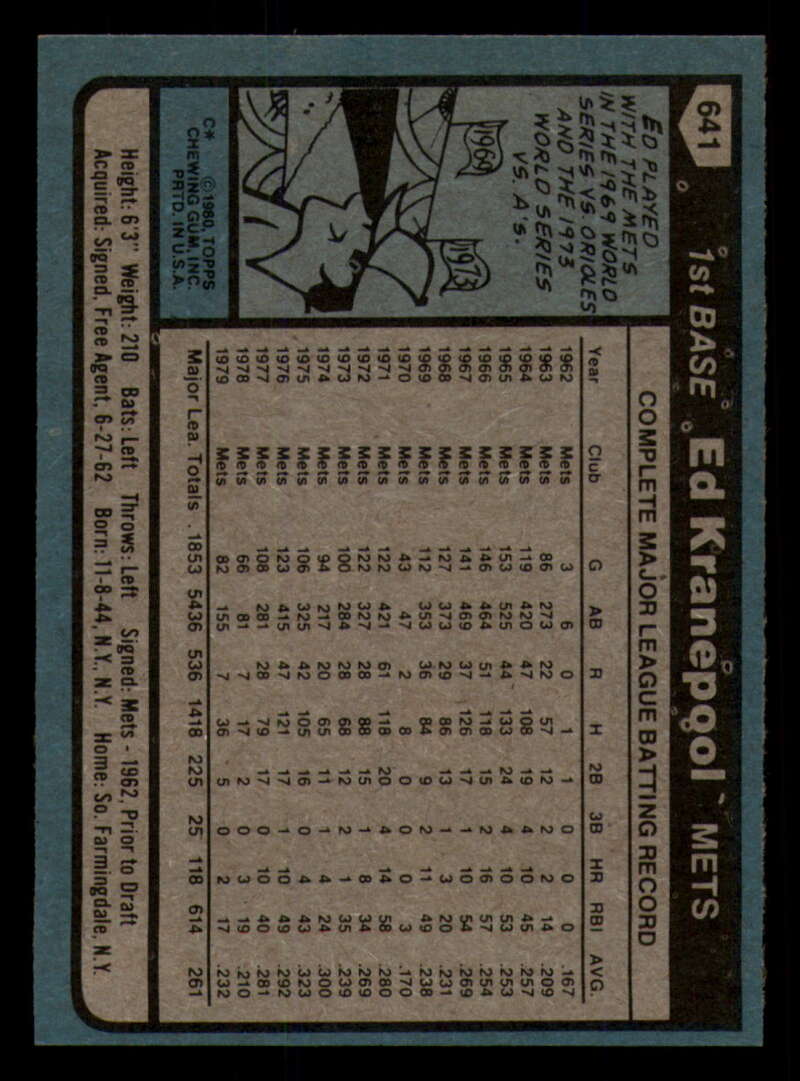 641
1st BASE Ed Kranepool METS
ED PLAYED
WITH THE METS
IN THE 1969 WORLD
SERIES VS. ORIOLES
AND THE 1973
WORLD SERIES
VS. A'S.
1969
1973
C* © 1980, TOPPS
CHEWING GUM, INC.
PRTD. IN U.S.A.
COMPLETE MAJOR LEAGUE BATTING RECORD
Year Club G AB R H 2B 3B HR RBI AVG.
1962 Mets 3 6 0 1 1 0 0 0 .167
1963 Mets 86 273 22 57 12 2 2 14 .209
1964 Mets 119 420 47 108 19 4 10 45 .257
1965 Mets 153 525 44 133 24 4 10 53 .253
1966 Mets 146 464 51 118 15 2 16 57 .254
1967 Mets 141 469 37 126 17 1 10 54 .269
1968 Mets 127 373 29 86 13 1 3 20 .231
1969 Mets 112 353 36 84 9 2 11 49 .238
1970 Mets 43 47 2 8 0 0 0 3 .170
1971 Mets 122 421 61 118 20 4 14 58 .280
1972 Mets 122 327 28 88 15 1 8 34 .269
1973 Mets 100 284 28 68 12 2 1 35 .239
1974 Mets 94 217 20 65 11 1 4 24 .300
1975 Mets 106 325 42 105 16 0 4 43 .323
1976 Mets 123 415 47 121 17 1 10 49 .292
1977 Mets 108 281 28 79 17 0 10 40 .281
1978 Mets 66 81 7 17 2 0 3 19 .210
1979 Mets 82 155 7 36 5 0 2 17 .232
Major Lea. Totals . 1853 5436 536 1418 225 25 118 614 .261
Height: 6'3" Weight: 210 Bats: Left Throws: Left Signed: Mets - 1962, Prior to Draft
Acquired: Signed, Free Agent, 6-27-62 Born: 11-8-44, N.Y., N.Y. Home: So. Farmingdale, N.Y.